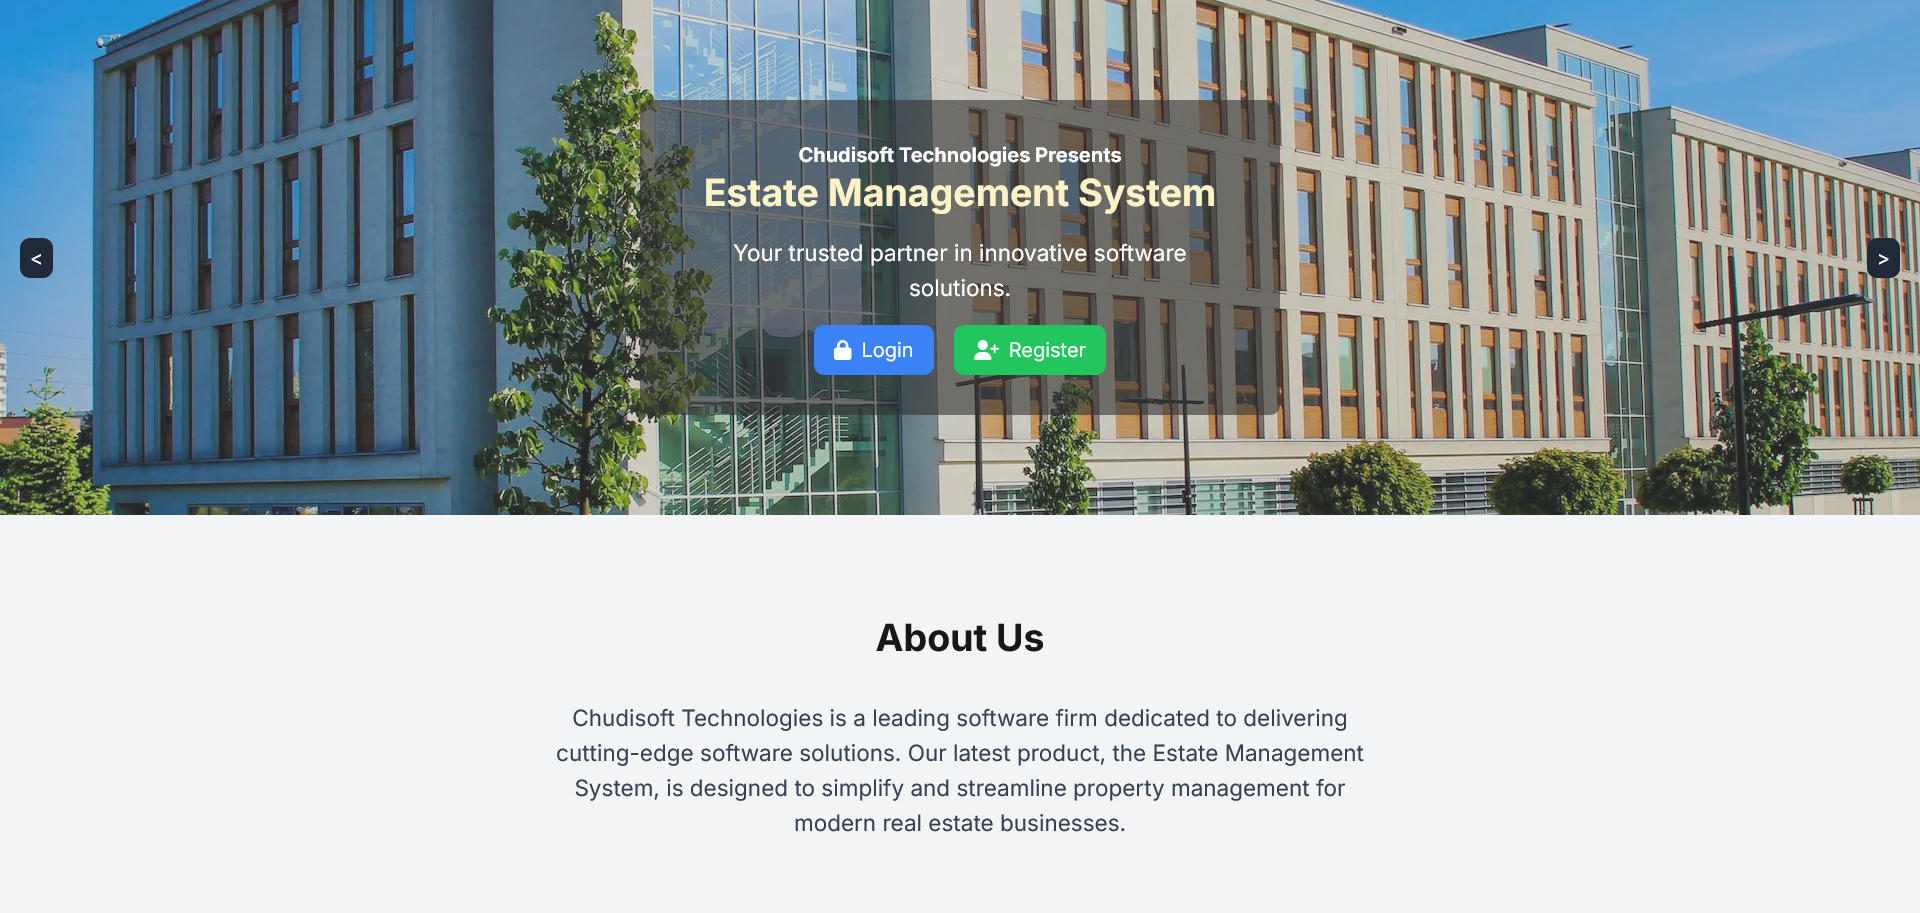 Chudisoft Technologies Presents
Estate Management System
Your trusted partner in innovative software
solutions.
<
>
Login
Register
About Us
Chudisoft Technologies is a leading software firm dedicated to delivering
cutting-edge software solutions. Our latest product, the Estate Management
System, is designed to simplify and streamline property management for
modern real estate businesses.